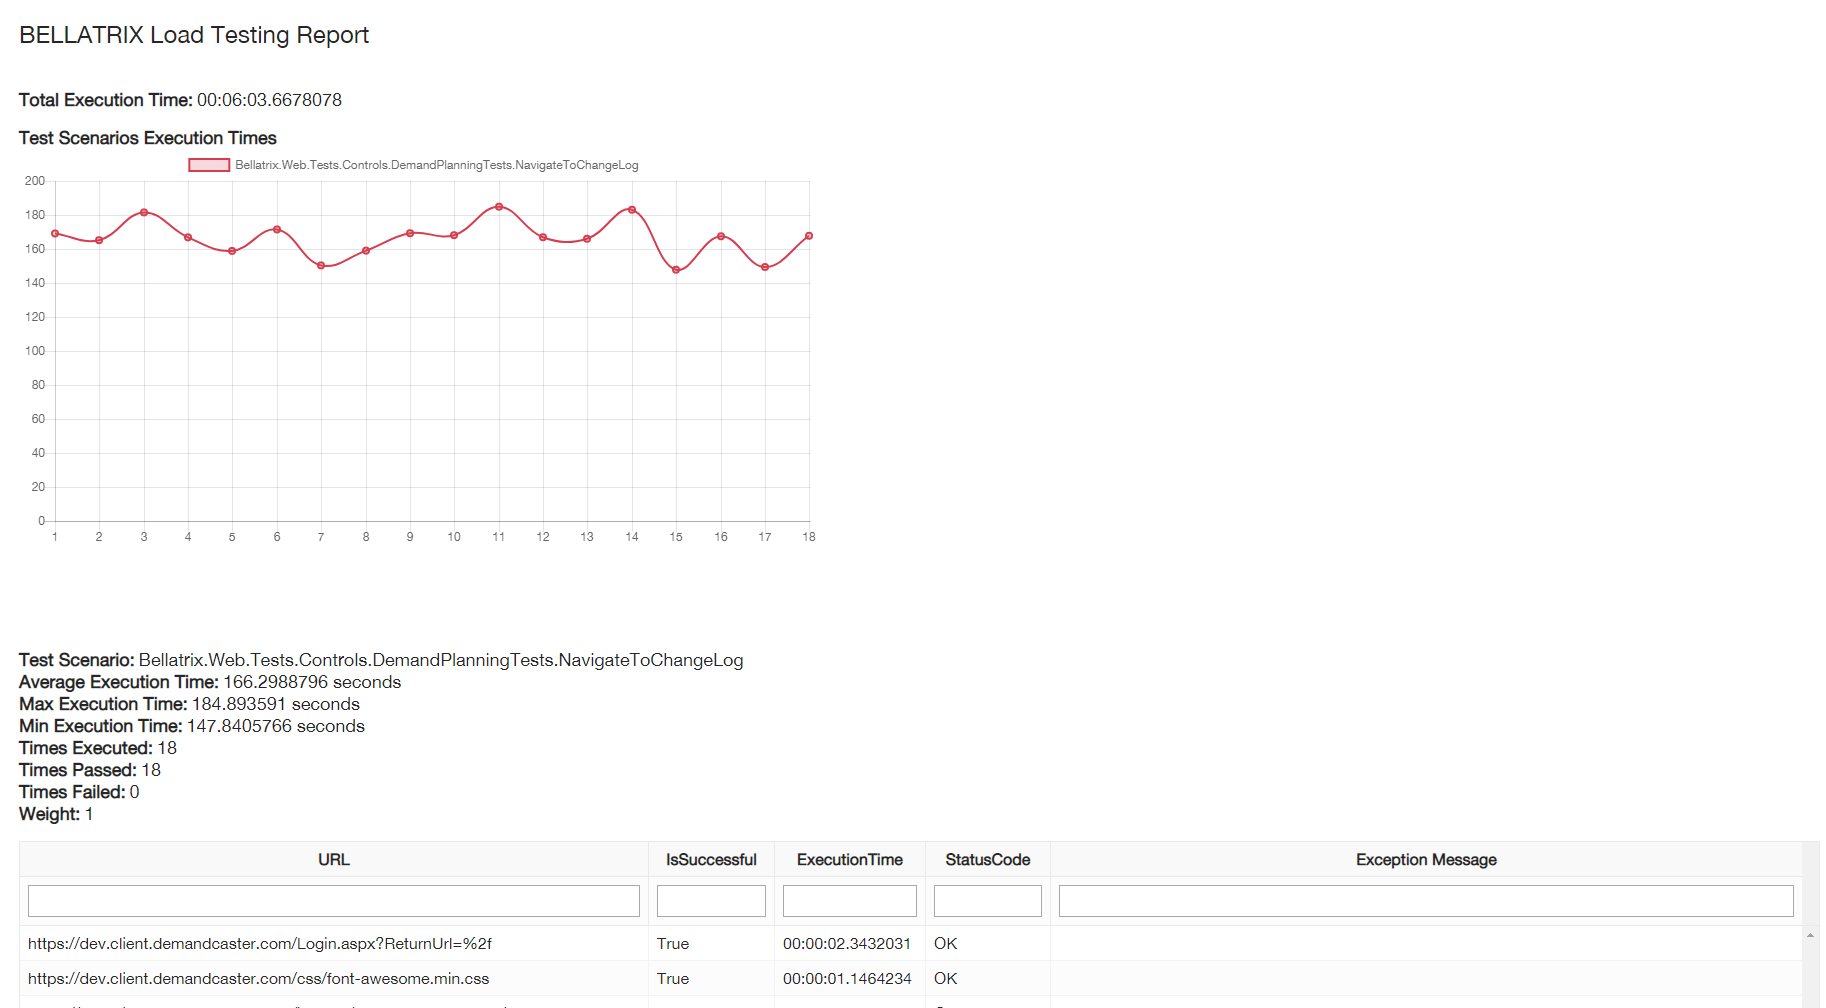 BELLATRIX Load Testing Report
Total Execution Time: 00:06:03.6678078
Test Scenarios Execution Times
Bellatrix.Web.Tests.Controls.DemandPlanningTests.NavigateToChangeLog
200
180
160
140
120
100
80
60
40
20
0
1 2 3 4 5 6 7 8 9 10 11 12 13 14 15 16 17 18
Test Scenario: Bellatrix.Web.Tests.Controls.DemandPlanningTests.NavigateToChangeLog
Average Execution Time: 166.2988796 seconds
Max Execution Time: 184.893591 seconds
Min Execution Time: 147.8405766 seconds
Times Executed: 18
Times Passed: 18
Times Failed: 0
Weight: 1
URL IsSuccessful ExecutionTime StatusCode Exception Message
https://dev.client.demandcaster.com/Login.aspx?ReturnUrl=%2f True 00:00:02.3432031 OK
https://dev.client.demandcaster.com/css/font-awesome.min.css True 00:00:01.1464234 OK